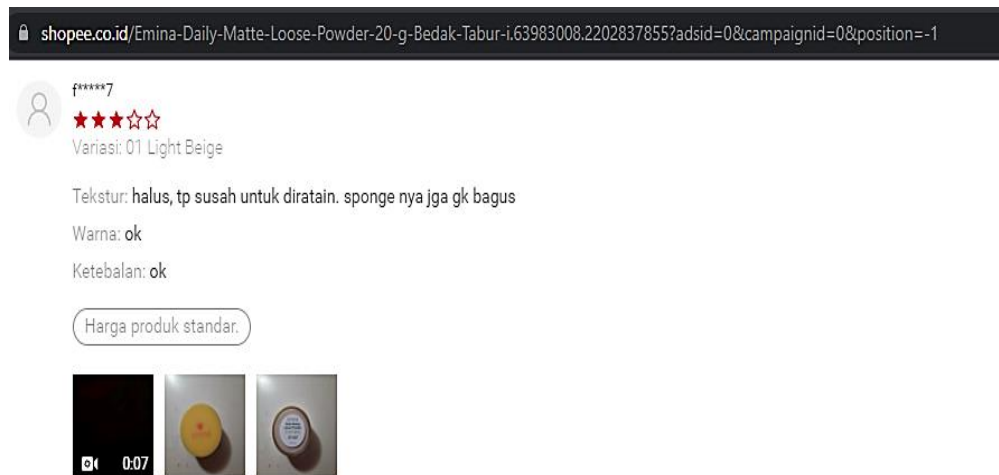 shopee.co.id/Emina-Daily-Matte-Loose-Powder-20-g-Bedak-Tabur-i.63983008.2202837855?adsid=0&campaignid=0&position=-1
f*****7
Variasi: 01 Light Beige
Tekstur: halus, tp susah untuk diratain. sponge nya jga gk bagus
Warna: ok
Ketebalan: ok
Harga produk standar.
0:07